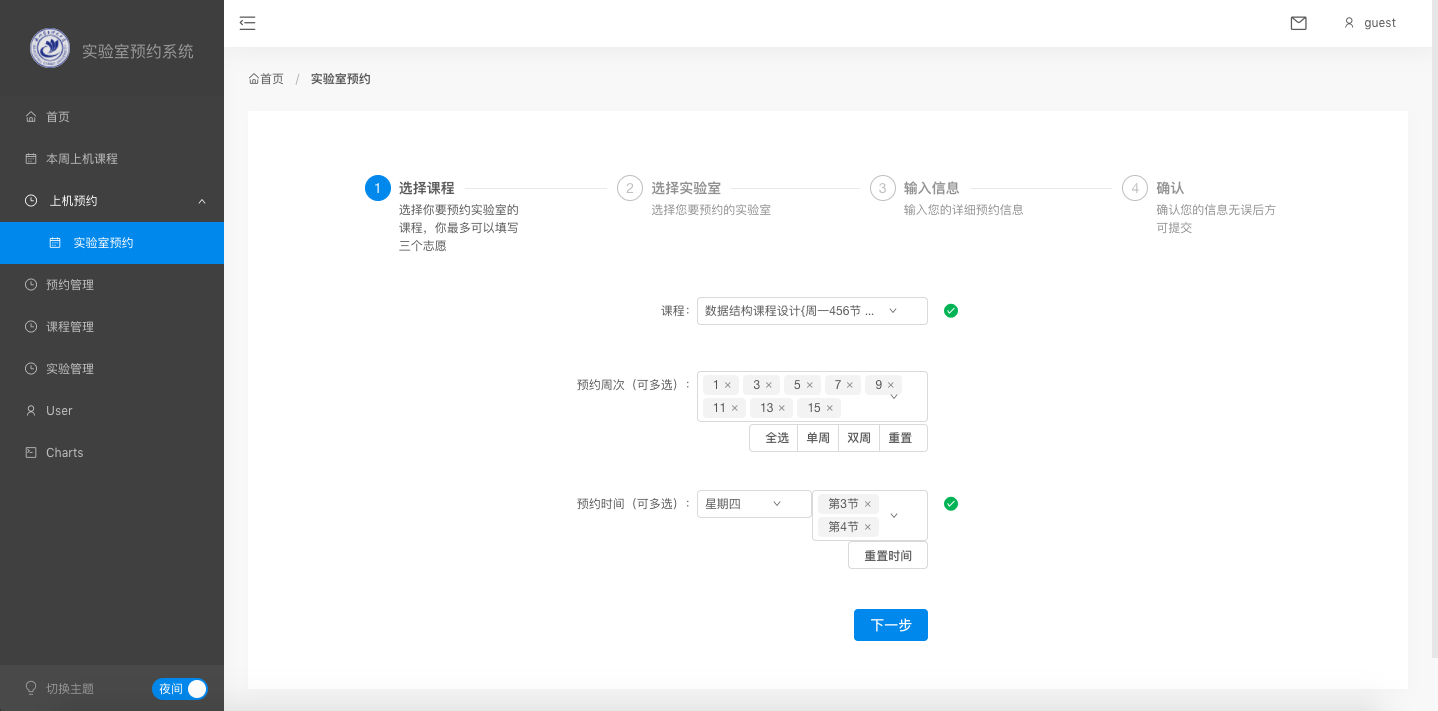 实验室预约系统
guest
首页 / 实验室预约
首页
本周上机课程
上机预约
实验室预约
预约管理
课程管理
实验管理
User
Charts
切换主题
夜间
1 选择课程
选择你要预约实验室的
课程，你最多可以填写
三个志愿
2 选择实验室
选择您要预约的实验室
3 输入信息
输入您的详细预约信息
4 确认
确认您的信息无误后方
可提交
课程: 数据结构课程设计{周一456节 ...
预约周次（可多选）: 1 × 3 × 5 × 7 × 9 ×
11 × 13 × 15 ×
全选 单周 双周 重置
预约时间（可多选）: 星期四 第3节 ×
第4节 ×
重置时间
下一步